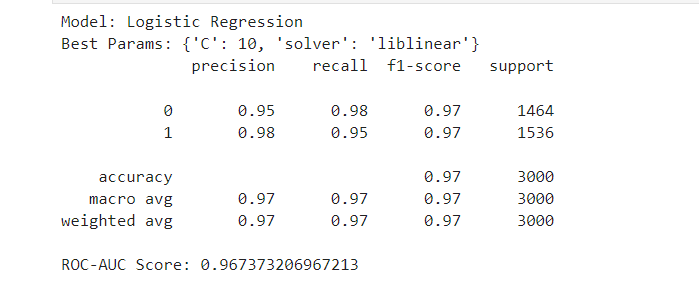 Model: Logistic Regression
Best Params: {'C': 10, 'solver': 'liblinear'}
precision recall f1-score support
0 0.95 0.98 0.97 1464
1 0.98 0.95 0.97 1536
accuracy 0.97 3000
macro avg 0.97 0.97 0.97 3000
weighted avg 0.97 0.97 0.97 3000
ROC-AUC Score: 0.967373206967213